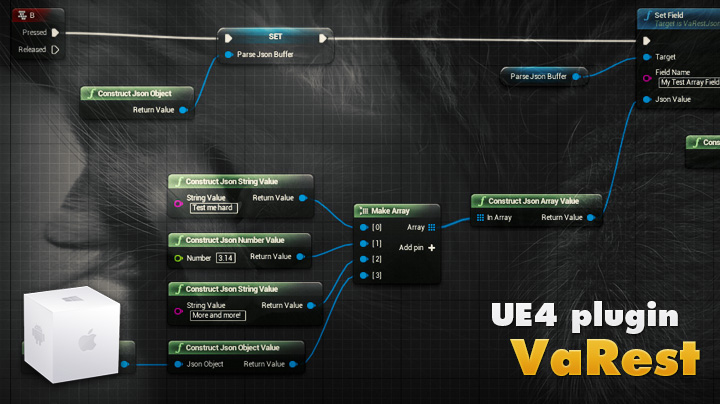 B
Pressed
Released
SET
Parse Json Buffer
Construct Json Object
Return Value
Parse Json Buffer
Set Field
Target is VaRest Js
Target
Field Name
My Test Array Field
Json Value
Cons
Construct Json String Value
String Value
Return Value
Test me hard
Construct Json Number Value
Number 3.14
Return Value
Construct Json String Value
String Value
Return Value
More and more!
Construct Json Object Value
Json Object
Return Value
Make Array
[0]
Array
[1]
Add pin +
[2]
[3]
Construct Json Array Value
In Array
Return Value
UE4 plugin
VaRest